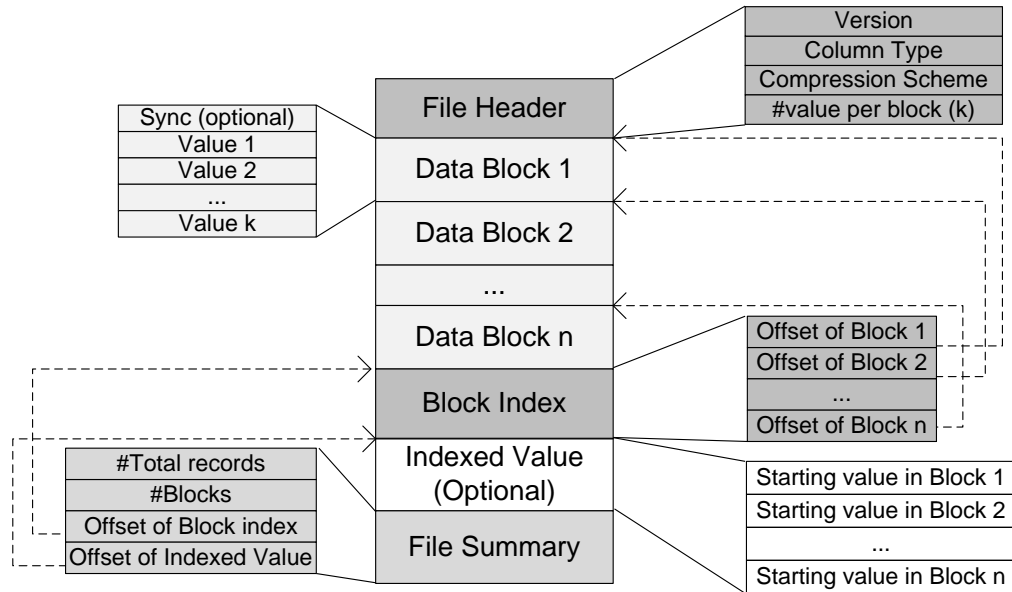 Version
Column Type
Compression Scheme
#value per block (k)
File Header
Data Block 1
Data Block 2
...
Data Block n
Block Index
Indexed Value
(Optional)
File Summary
Sync (optional)
Value 1
Value 2
...
Value k
Offset of Block 1
Offset of Block 2
...
Offset of Block n
#Total records
#Blocks
Offset of Block index
Offset of Indexed Value
Starting value in Block 1
Starting value in Block 2
...
Starting value in Block n